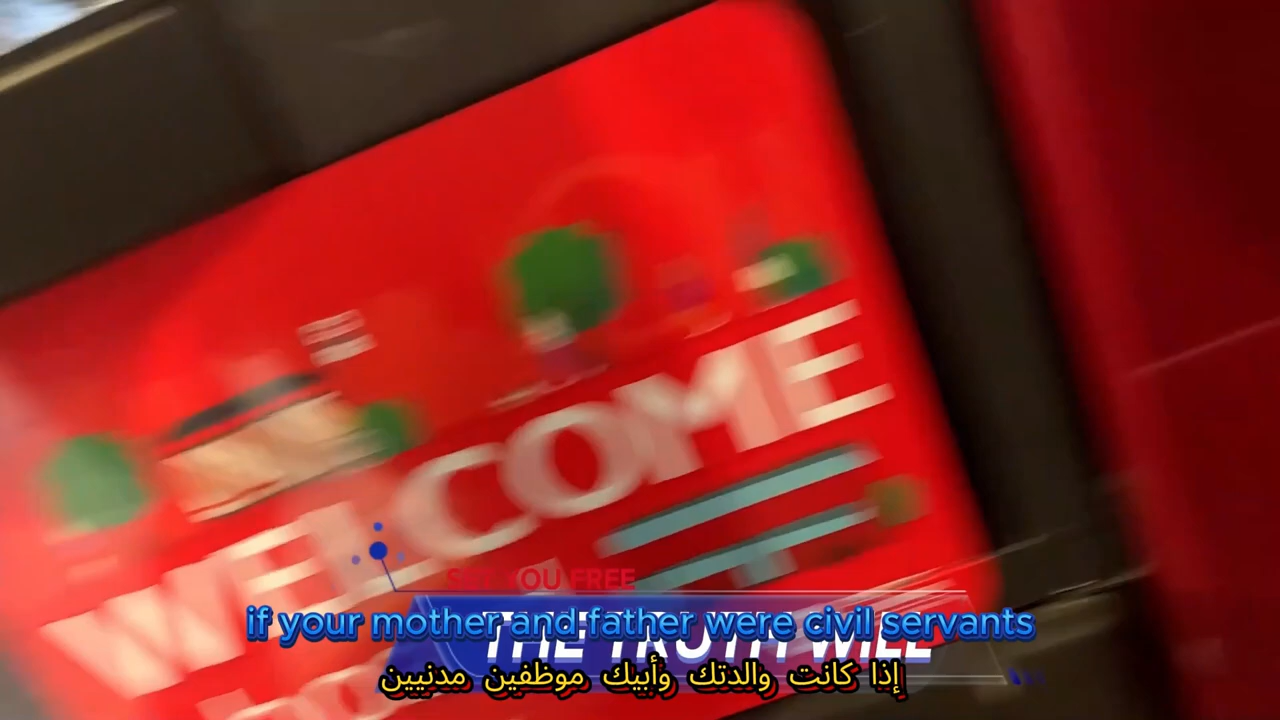 WELCOME
SET YOU FREE
THE TRUTH WILL
if your mother and father were civil servants
إذا كانت والدتك وأبيك موظفين مدنيين